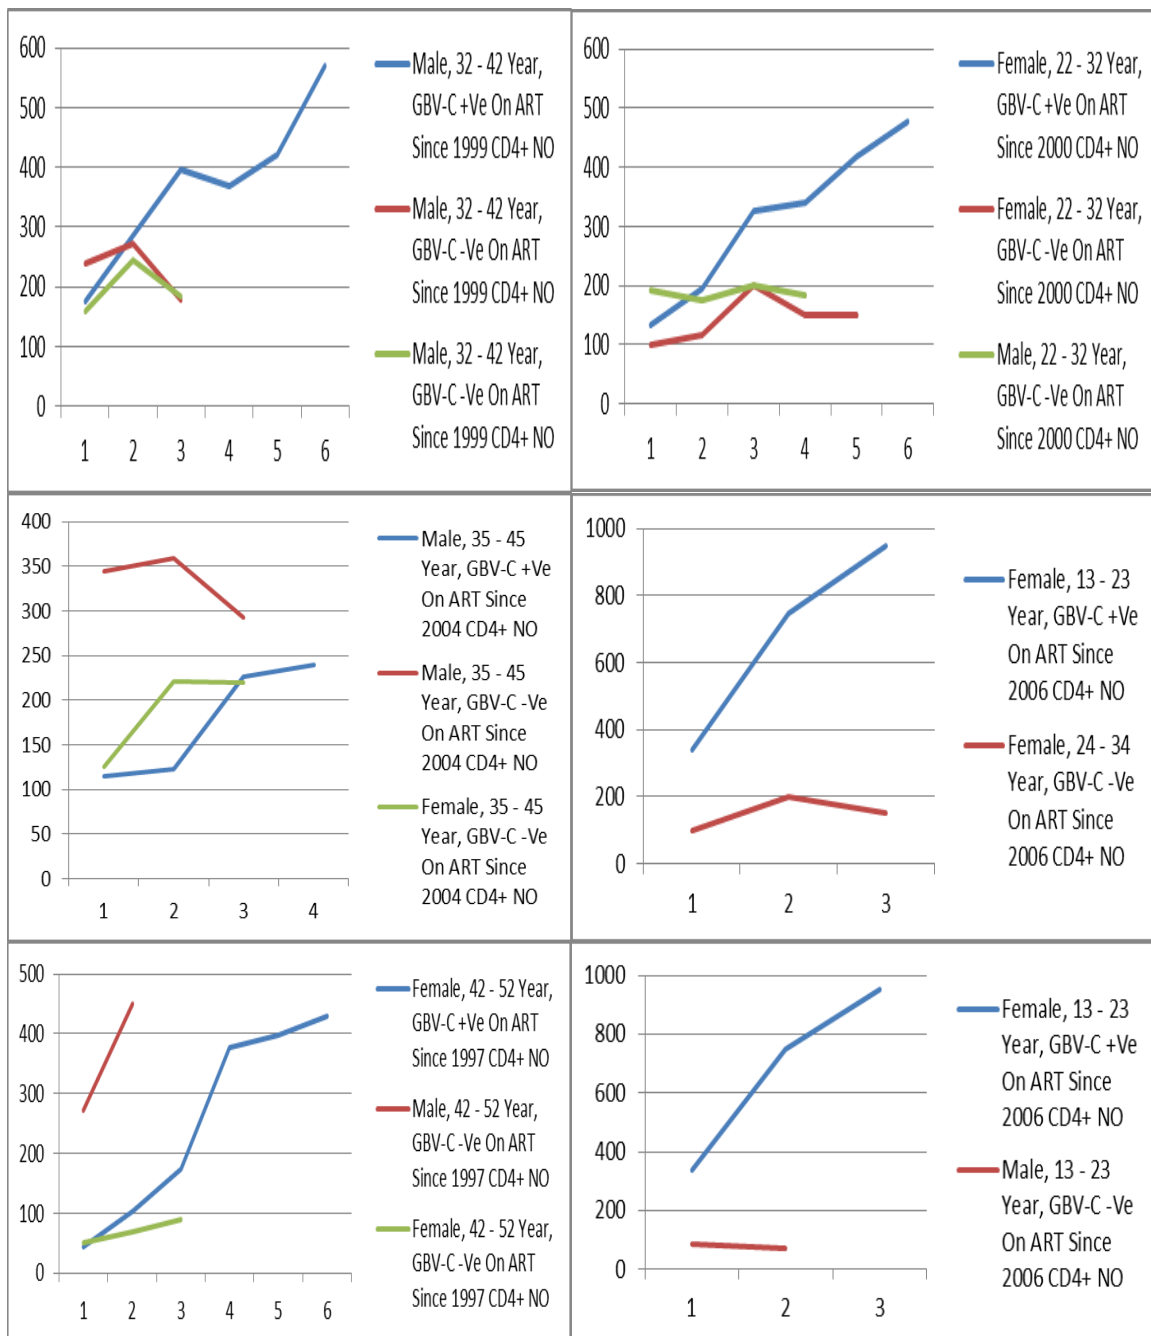 600
500
400
300
200
100
0
1 2 3 4 5 6
Male, 32 - 42 Year,
GBV-C +Ve On ART
Since 1999 CD4+ NO
Male, 32 - 42 Year,
GBV-C -Ve On ART
Since 1999 CD4+ NO
Male, 32 - 42 Year,
GBV-C -Ve On ART
Since 1999 CD4+ NO
600
500
400
300
200
100
0
1 2 3 4 5 6
Female, 22 - 32 Year,
GBV-C +Ve On ART
Since 2000 CD4+ NO
Female, 22 - 32 Year,
GBV-C -Ve On ART
Since 2000 CD4+ NO
Male, 22 - 32 Year,
GBV-C -Ve On ART
Since 2000 CD4+ NO
400
350
300
250
200
150
100
50
0
1 2 3 4
Male, 35 - 45
Year, GBV-C +Ve
On ART Since
2004 CD4+ NO
Male, 35 - 45
Year, GBV-C -Ve
On ART Since
2004 CD4+ NO
Female, 35 - 45
Year, GBV-C -Ve
On ART Since
2004 CD4+ NO
1000
800
600
400
200
0
1 2 3
Female, 13 - 23
Year, GBV-C +Ve
On ART Since
2006 CD4+ NO
Female, 24 - 34
Year, GBV-C -Ve
On ART Since
2006 CD4+ NO
500
400
300
200
100
0
1 2 3 4 5 6
Female, 42 - 52 Year,
GBV-C +Ve On ART
Since 1997 CD4+ NO
Male, 42 - 52 Year,
GBV-C -Ve On ART
Since 1997 CD4+ NO
Female, 42 - 52 Year,
GBV-C -Ve On ART
Since 1997 CD4+ NO
1000
800
600
400
200
0
1 2 3
Female, 13 - 23
Year, GBV-C +Ve
On ART Since
2006 CD4+ NO
Male, 13 - 23
Year, GBV-C -Ve
On ART Since
2006 CD4+ NO